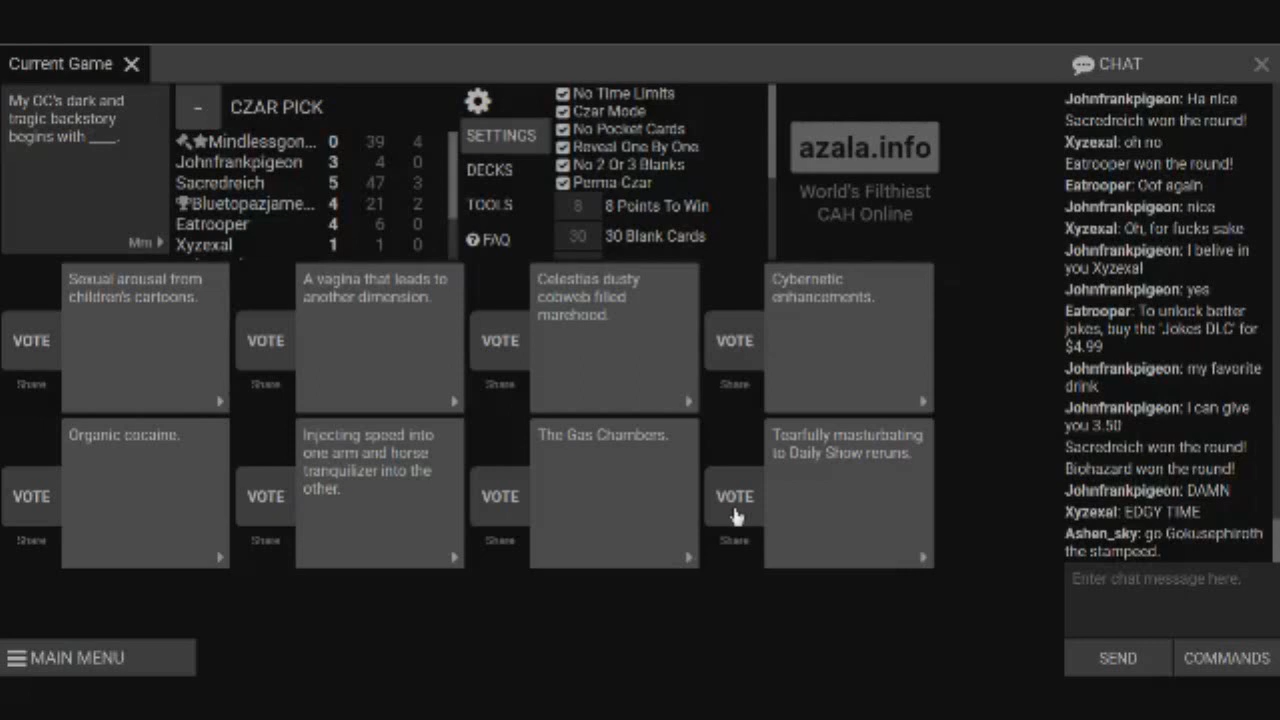 Current Game
CHAT
My OC's dark and
tragic backstory
begins with ____.
Mm
-
CZAR PICK
Mindlessgon... 0 39 4
Johnfrankpigeon 3 4 0
Sacredreich 5 47 3
Bluetopazjame... 4 21 2
Eatrooper 4 6 0
Xyzexal 1 1 0
SETTINGS
DECKS
TOOLS
FAQ
No Time Limits
Czar Mode
No Pocket Cards
Reveal One By One
No 2 Or 3 Blanks
Perma Czar
8 8 Points To Win
30 30 Blank Cards
azala.info
World's Filthiest
CAH Online
VOTE
Share
Sexual arousal from
children's cartoons.
VOTE
Share
A vagina that leads to
another dimension.
VOTE
Share
Celestias dusty
cobweb filled
marehood.
VOTE
Share
Cybernetic
enhancements.
VOTE
Share
Organic cocaine.
VOTE
Share
Injecting speed into
one arm and horse
tranquilizer into the
other.
VOTE
Share
The Gas Chambers.
VOTE
Share
Tearfully masturbating
to Daily Show reruns.
Johnfrankpigeon: Ha nice
Sacredreich won the round!
Xyzexal: oh no
Eatrooper won the round!
Eatrooper: Oof again
Johnfrankpigeon: nice
Xyzexal: Oh, for fucks sake
Johnfrankpigeon: I belive in
you Xyzexal
Johnfrankpigeon: yes
Eatrooper: To unlock better
jokes, buy the 'Jokes DLC' for
$4.99
Johnfrankpigeon: my favorite
drink
Johnfrankpigeon: I can give
you 3.50
Sacredreich won the round!
Biohazard won the round!
Johnfrankpigeon: DAMN
Xyzexal: EDGY TIME
Ashen_sky: go Gokusephiroth
the stampeed.
Enter chat message here.
MAIN MENU
SEND
COMMANDS